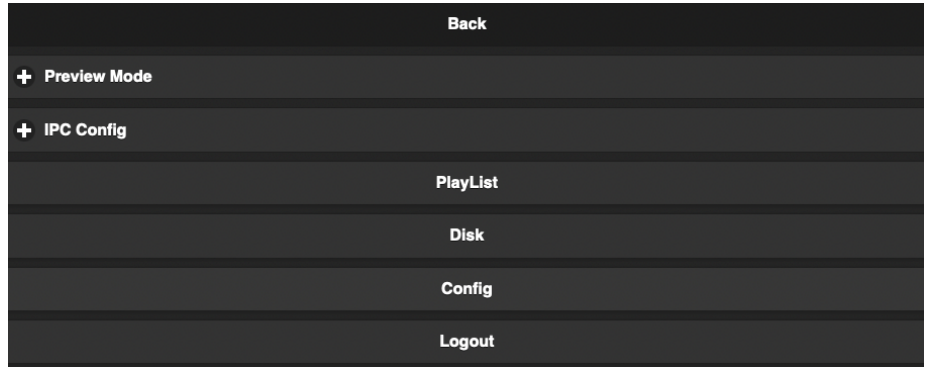 Back
Preview Mode
IPC Config
PlayList
Disk
Config
Logout